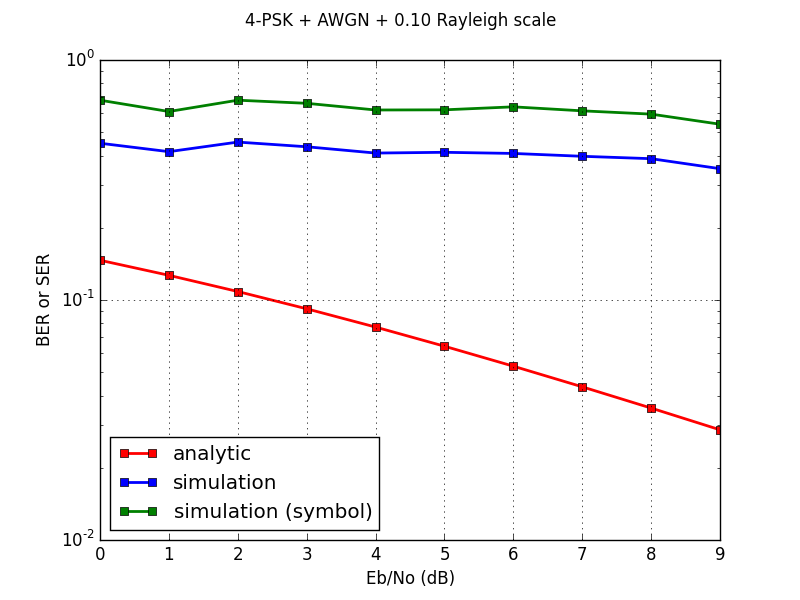 4-PSK + AWGN + 0.10 Rayleigh scale
10^0
10^-1
10^-2
BER or SER
analytic
simulation
simulation (symbol)
0 1 2 3 4 5 6 7 8 9
Eb/No (dB)